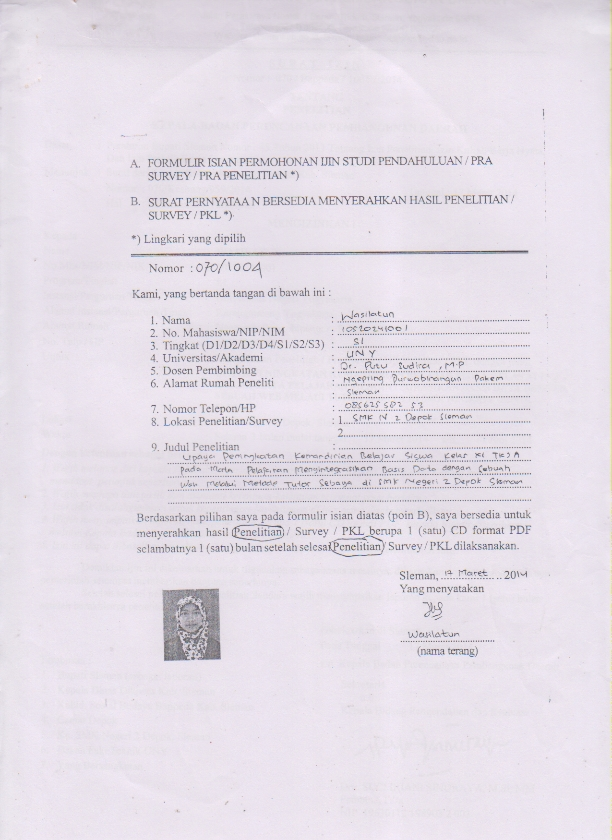 A. FORMULIR ISIAN PERMOHONAN IJIN STUDI PENDAHULUAN / PRA
SURVEY / PRA PENELITIAN *)
B. SURAT PERNYATAA N BERSEDIA MENYERAHKAN HASIL PENELITIAN /
SURVEY / PKL *)
*) Lingkari yang dipilih
Nomor : 070/1004
Kami, yang bertanda tangan di bawah ini :
1. Nama : Wasilatun
2. No. Mahasiswa/NIP/NIM : 10520241001
3. Tingkat (D1/D2/D3/D4/S1/S2/S3) : S1
4. Universitas/Akademi : UNY
5. Dosen Pembimbing : Dr. Putu Sudira, M.P
6. Alamat Rumah Peneliti : Ngepring Purwobinangun Pakem
Sleman
7. Nomor Telepon/HP : 085625 582 53
8. Lokasi Penelitian/Survey : 1. SMK N 2 Depok Sleman
2.
9. Judul Penelitian :
Upaya Peningkatan Kemandirian Belajar Siswa Kelas XI TKJ A
Pada Mata Pelajaran Mengintegrasikan Basis Data dengan Sebuah
Web Melalui Metode Tutor Sebaya di SMK Negeri 2 Depok Sleman
Berdasarkan pilihan saya pada formulir isian diatas (poin B), saya bersedia untuk
menyerahkan hasil Penelitian / Survey / PKL berupa 1 (satu) CD format PDF
selambatnya 1 (satu) bulan setelah selesai Penelitian / Survey / PKL dilaksanakan.
Sleman, 17 Maret 2014
Yang menyatakan
Wasilatun
(nama terang)